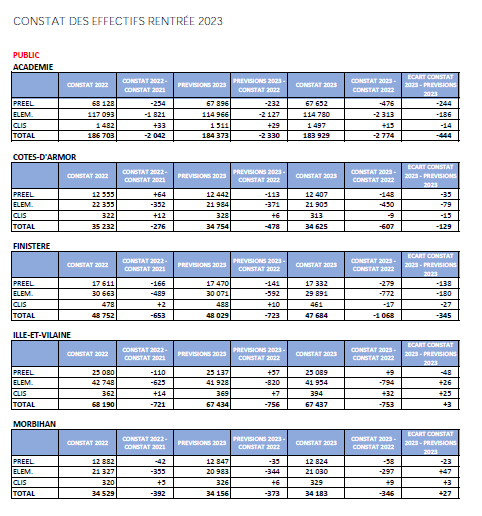 CONSTAT DES EFFECTIFS RENTRÉE 2023
PUBLIC
ACADEMIE
CONSTAT 2022 CONSTAT 2022 - CONSTAT 2021 PREVISIONS 2023 PREVISIONS 2023 - CONSTAT 2022 CONSTAT 2023 CONSTAT 2023 - CONSTAT 2022 ECART CONSTAT 2023 - PREVISIONS 2023
PREEL. 68 128 -254 67 896 -232 67 652 -476 -244
ELEM. 117 093 -1 821 114 966 -2 127 114 780 -2 313 -186
CLIS 1 482 +33 1 511 +29 1 497 +15 -14
TOTAL 186 703 -2 042 184 373 -2 330 183 929 -2 774 -444
COTES-D'ARMOR
CONSTAT 2022 CONSTAT 2022 - CONSTAT 2021 PREVISIONS 2023 PREVISIONS 2023 - CONSTAT 2022 CONSTAT 2023 CONSTAT 2023 - CONSTAT 2022 ECART CONSTAT 2023 - PREVISIONS 2023
PREEL. 12 555 +64 12 442 -113 12 407 -148 -35
ELEM. 22 355 -352 21 984 -371 21 905 -450 -79
CLIS 322 +12 328 +6 313 -9 -15
TOTAL 35 232 -276 34 754 -478 34 625 -607 -129
FINISTERE
CONSTAT 2022 CONSTAT 2022 - CONSTAT 2021 PREVISIONS 2023 PREVISIONS 2023 - CONSTAT 2022 CONSTAT 2023 CONSTAT 2023 - CONSTAT 2022 ECART CONSTAT 2023 - PREVISIONS 2023
PREEL. 17 611 -166 17 470 -141 17 332 -279 -138
ELEM. 30 663 -489 30 071 -592 29 891 -772 -180
CLIS 478 +2 488 +10 461 -17 -27
TOTAL 48 752 -653 48 029 -723 47 684 -1 068 -345
ILLE-ET-VILAINE
CONSTAT 2022 CONSTAT 2022 - CONSTAT 2021 PREVISIONS 2023 PREVISIONS 2023 - CONSTAT 2022 CONSTAT 2023 CONSTAT 2023 - CONSTAT 2022 ECART CONSTAT 2023 - PREVISIONS 2023
PREEL. 25 080 -110 25 137 +57 25 089 +9 -48
ELEM. 42 748 -625 41 928 -820 41 954 -794 +26
CLIS 362 +14 369 +7 394 +32 +25
TOTAL 68 190 -721 67 434 -756 67 437 -753 +3
MORBIHAN
CONSTAT 2022 CONSTAT 2022 - CONSTAT 2021 PREVISIONS 2023 PREVISIONS 2023 - CONSTAT 2022 CONSTAT 2023 CONSTAT 2023 - CONSTAT 2022 ECART CONSTAT 2023 - PREVISIONS 2023
PREEL. 12 882 -42 12 847 -35 12 824 -58 -23
ELEM. 21 327 -355 20 983 -344 21 030 -297 +47
CLIS 320 +5 326 +6 329 +9 +3
TOTAL 34 529 -392 34 156 -373 34 183 -346 +27